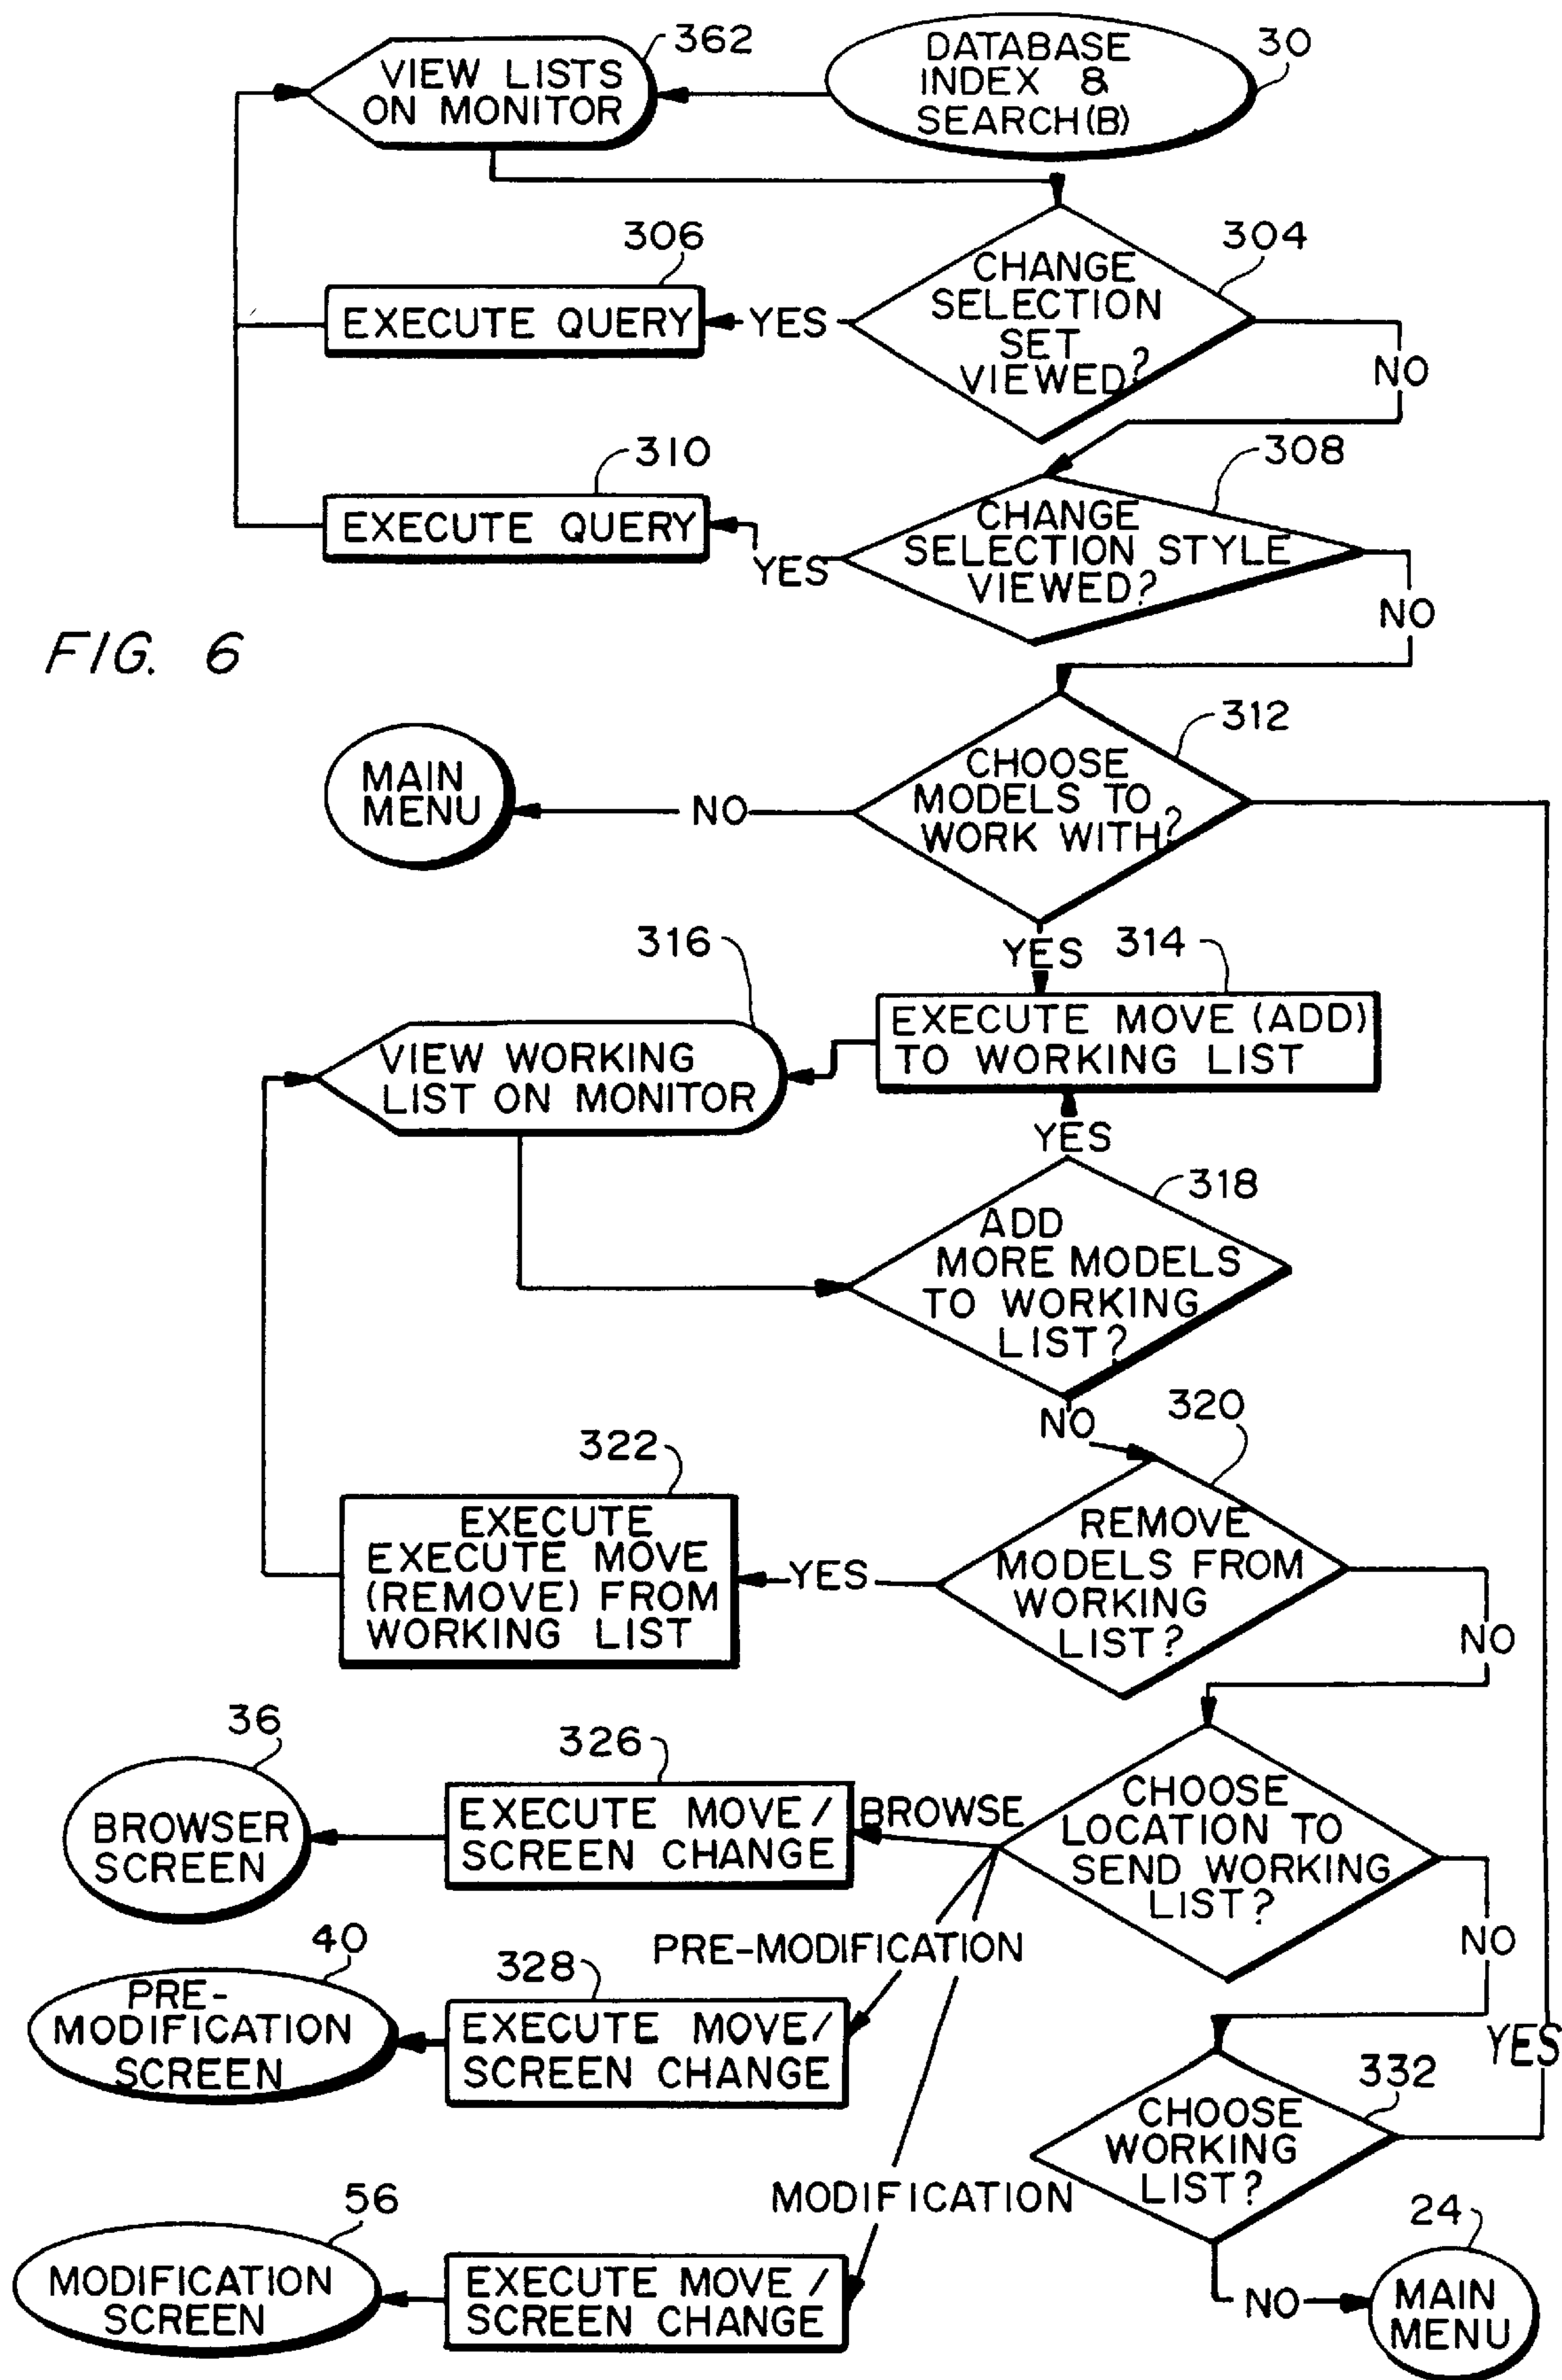 362
VIEW LISTS
ON MONITOR
DATABASE
INDEX &
SEARCH(B)
30
306
EXECUTE QUERY
YES
304
CHANGE
SELECTION
SET
VIEWED?
NO
310
EXECUTE QUERY
YES
308
CHANGE
SELECTION STYLE
VIEWED?
NO
FIG. 6
312
CHOOSE
MODELS TO
WORK WITH?
NO
MAIN
MENU
YES
314
EXECUTE MOVE (ADD)
TO WORKING LIST
316
VIEW WORKING
LIST ON MONITOR
YES
318
ADD
MORE MODELS
TO WORKING
LIST?
NO
320
REMOVE
MODELS FROM
WORKING
LIST?
YES
322
EXECUTE
EXECUTE MOVE
(REMOVE) FROM
WORKING LIST
NO
36
BROWSER
SCREEN
326
EXECUTE MOVE/
SCREEN CHANGE
BROWSE
CHOOSE
LOCATION TO
SEND WORKING
LIST?
NO
40
PRE-
MODIFICATION
SCREEN
328
EXECUTE MOVE/
SCREEN CHANGE
PRE-MODIFICATION
YES
332
CHOOSE
WORKING
LIST?
56
MODIFICATION
SCREEN
EXECUTE MOVE/
SCREEN CHANGE
MODIFICATION
NO
24
MAIN
MENU